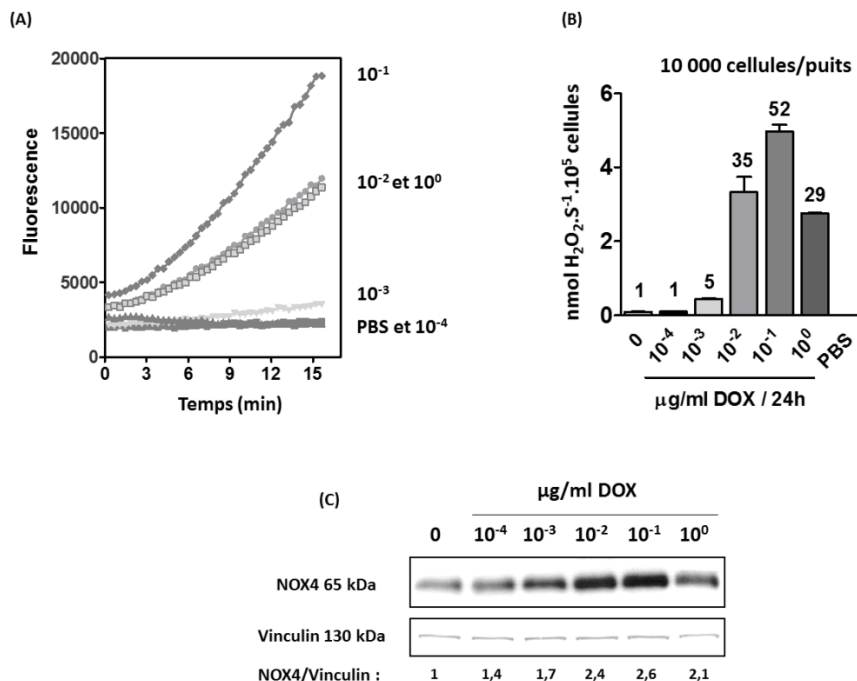 (A)
20000
15000
10000
5000
0
Fluorescence
0 3 6 9 12 15
Temps (min)
10⁻¹
10⁻² et 10⁰
10⁻³
PBS et 10⁻⁴
(B)
10 000 cellules/puits
nmol H₂O₂.S⁻¹.10⁵ cellules
6
4
2
0
1 1 5 35 52 29
0 10⁻⁴ 10⁻³ 10⁻² 10⁻¹ 10⁰ PBS
µg/ml DOX / 24h
(C)
µg/ml DOX
0 10⁻⁴ 10⁻³ 10⁻² 10⁻¹ 10⁰
NOX4 65 kDa
Vinculin 130 kDa
NOX4/Vinculin : 1 1,4 1,7 2,4 2,6 2,1